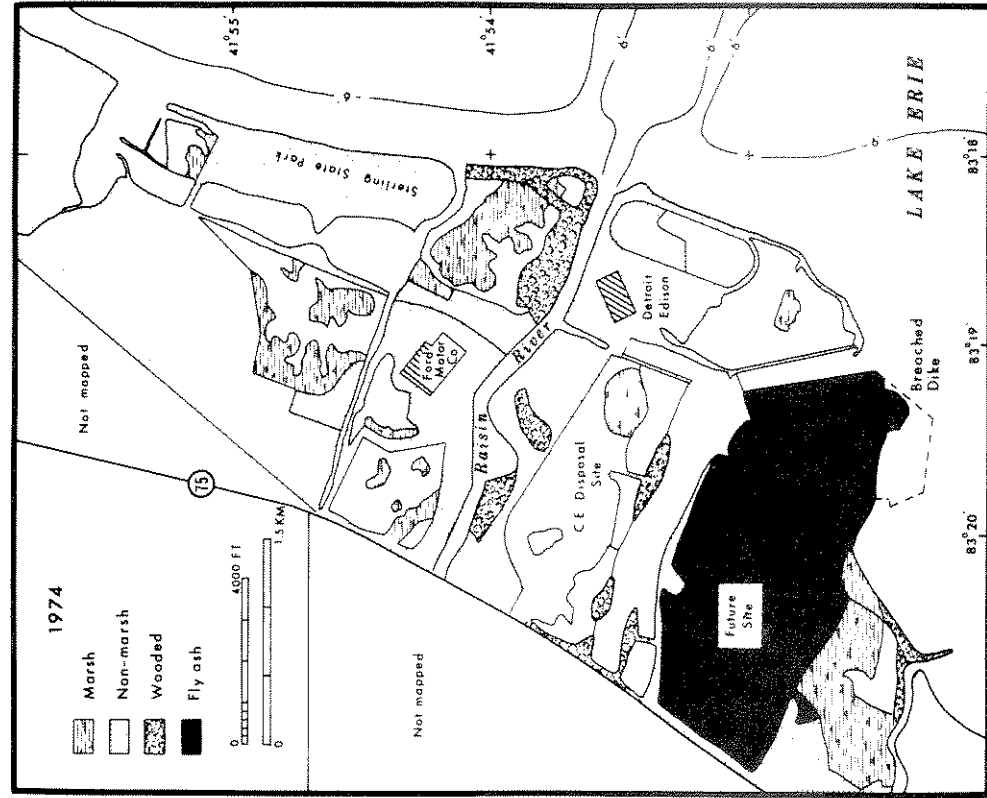 1974
Marsh
Non-marsh
Wooded
Fly ash
0 4000 FT
0 1.5 KM
Not mapped
Not mapped
75
41°55'
41°54'
6'
6'
6'
6'
Sterling State Park
Ford
Motor
Co
Raisin River
Detroit
Edison
C E Disposal
Site
Future
Site
Breached
Dike
LAKE ERIE
83°18'
83°19'
83°20'